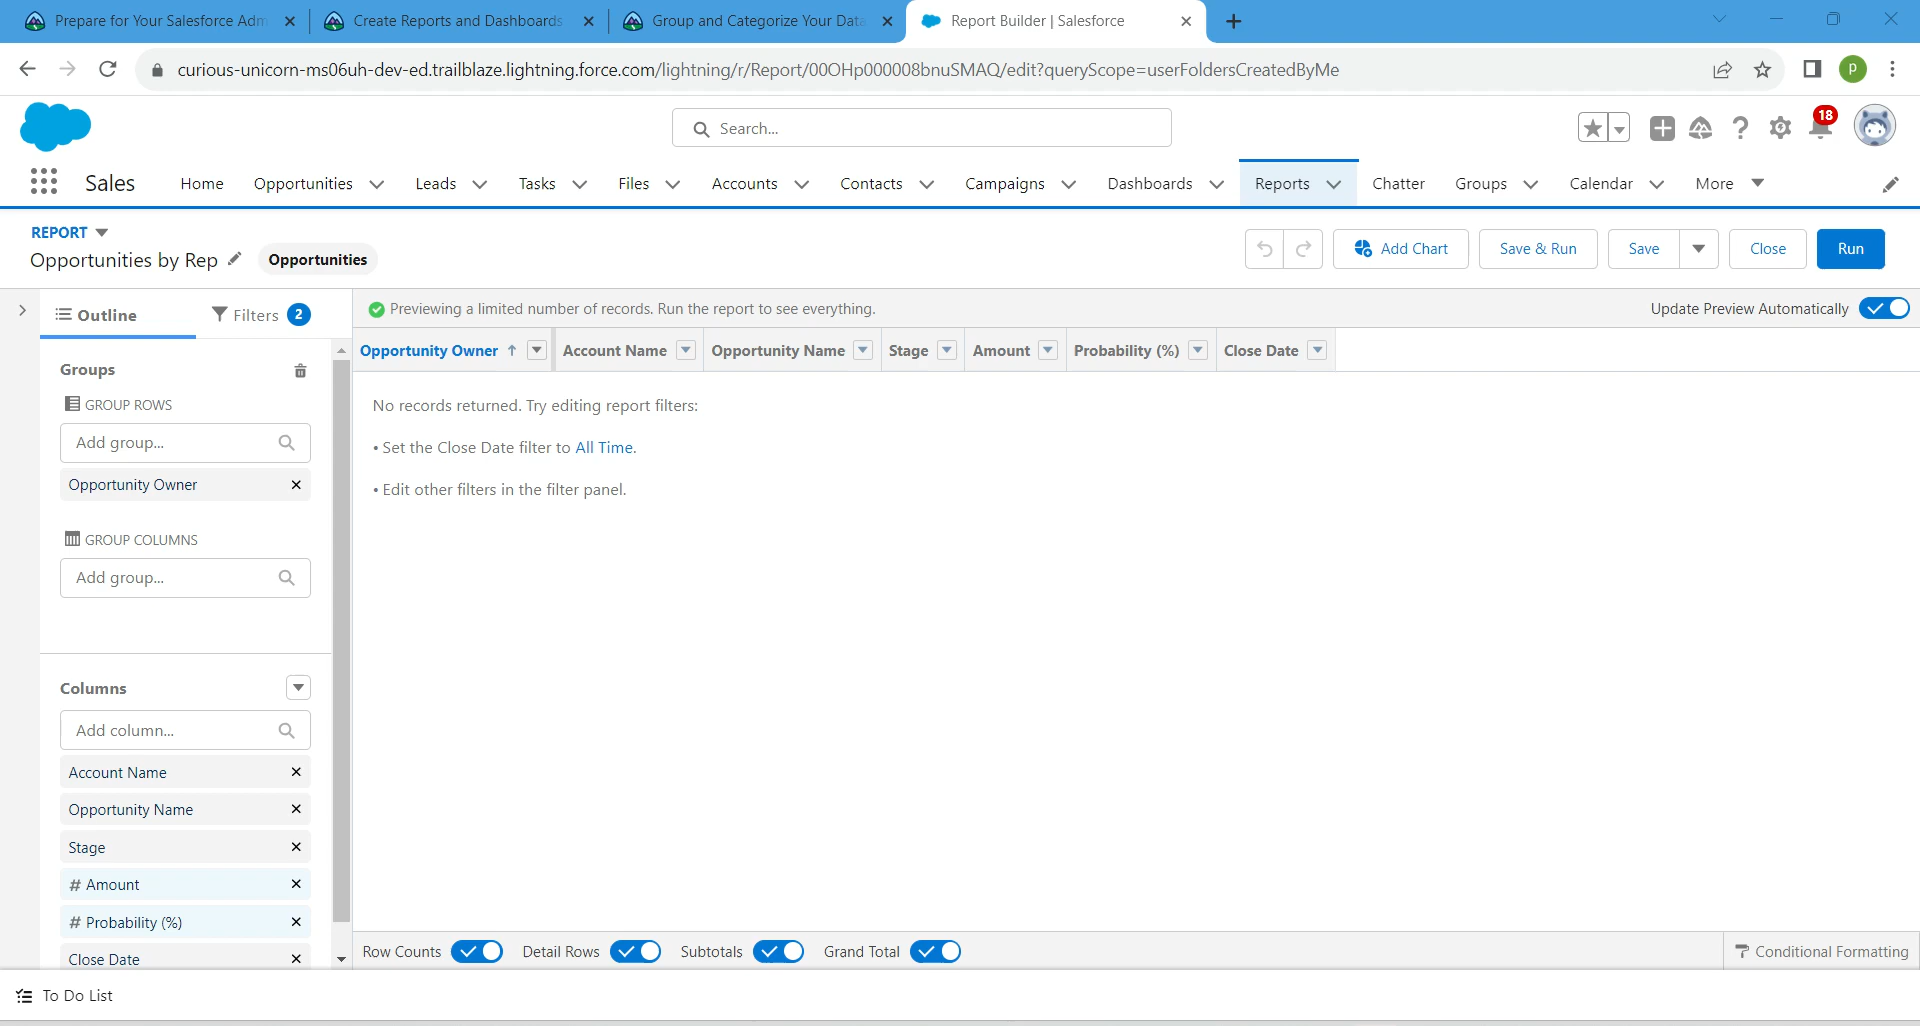 Prepare for Your Salesforce Adm
Create Reports and Dashboards
Group and Categorize Your Data
Report Builder | Salesforce
curious-unicorn-ms06uh-dev-ed.trailblaze.lightning.force.com/lightning/r/Report/00OHp000008bnuSMAQ/edit?queryScope=userFoldersCreatedByMe
p
Search...
18
Sales
Home
Opportunities
Leads
Tasks
Files
Accounts
Contacts
Campaigns
Dashboards
Reports
Chatter
Groups
Calendar
More
REPORT
Opportunities by Rep
Opportunities
Add Chart
Save & Run
Save
Close
Run
Outline
Filters 2
Previewing a limited number of records. Run the report to see everything.
Update Preview Automatically
Groups
GROUP ROWS
Add group...
Opportunity Owner
GROUP COLUMNS
Add group...
Columns
Add column...
Account Name
Opportunity Name
Stage
# Amount
# Probability (%)
Close Date
Opportunity Owner
Account Name
Opportunity Name
Stage
Amount
Probability (%)
Close Date
No records returned. Try editing report filters:
• Set the Close Date filter to All Time.
• Edit other filters in the filter panel.
Row Counts
Detail Rows
Subtotals
Grand Total
Conditional Formatting
To Do List